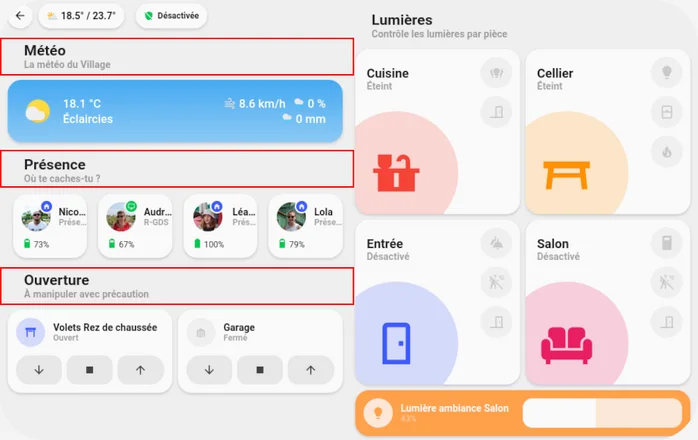 18.5° / 23.7°
Désactivée
Météo
La météo du Village
18.1 °C
Éclaircies
8.6 km/h
0 %
0 mm
Présence
Où te caches-tu ?
Nico...
Prése...
73%
Audr...
R-GDS
67%
Léa...
Prés...
100%
Lola
Prése...
79%
Ouverture
À manipuler avec précaution
Volets Rez de chaussée
Ouvert
Garage
Fermé
Lumières
Contrôle les lumières par pièce
Cuisine
Éteint
Cellier
Éteint
Entrée
Désactivé
Salon
Désactivé
Lumière ambiance Salon
43%